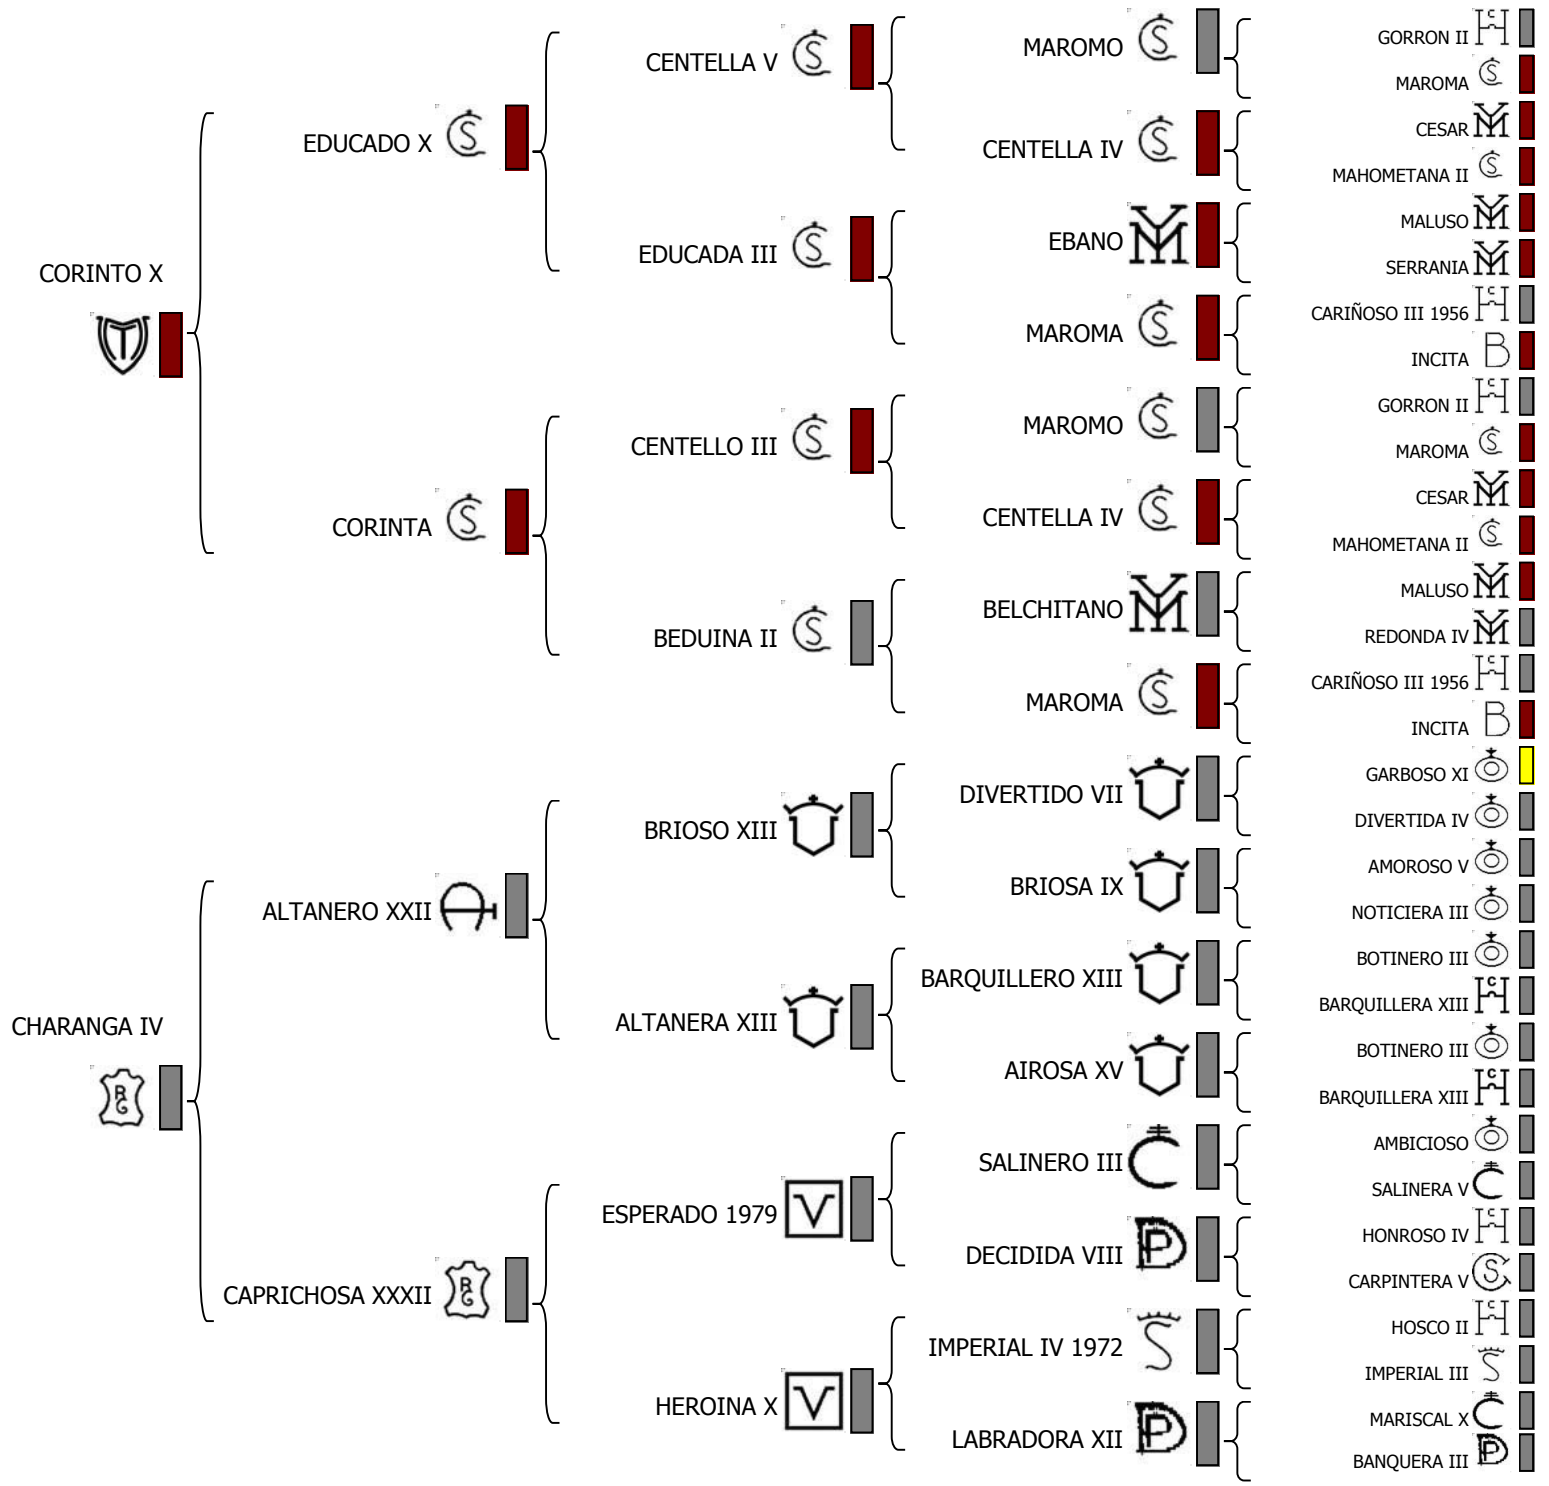 CORINTO X
CHARANGA IV
EDUCADO X
CORINTA
ALTANERO XXII
CAPRICHOSA XXXII
CENTELLA V
EDUCADA III
CENTELLO III
BEDUINA II
BRIOSO XIII
ALTANERA XIII
ESPERADO 1979
HEROINA X
MAROMO
CENTELLA IV
EBANO
MAROMA
MAROMO
CENTELLA IV
BELCHITANO
MAROMA
DIVERTIDO VII
BRIOSA IX
BARQUILLERO XIII
AIROSA XV
SALINERO III
DECIDIDA VIII
IMPERIAL IV 1972
LABRADORA XII
GORRON II
MAROMA
CESAR
MAHOMETANA II
MALUSO
SERRANIA
CARIÑOSO III 1956
INCITA
GORRON II
MAROMA
CESAR
MAHOMETANA II
MALUSO
REDONDA IV
CARIÑOSO III 1956
INCITA
GARBOSO XI
DIVERTIDA IV
AMOROSO V
NOTICIERA III
BOTINERO III
BARQUILLERA XIII
BOTINERO III
BARQUILLERA XIII
AMBICIOSO
SALINERA V
HONROSO IV
CARPINTERA V
HOSCO II
IMPERIAL III
MARISCAL X
BANQUERA III